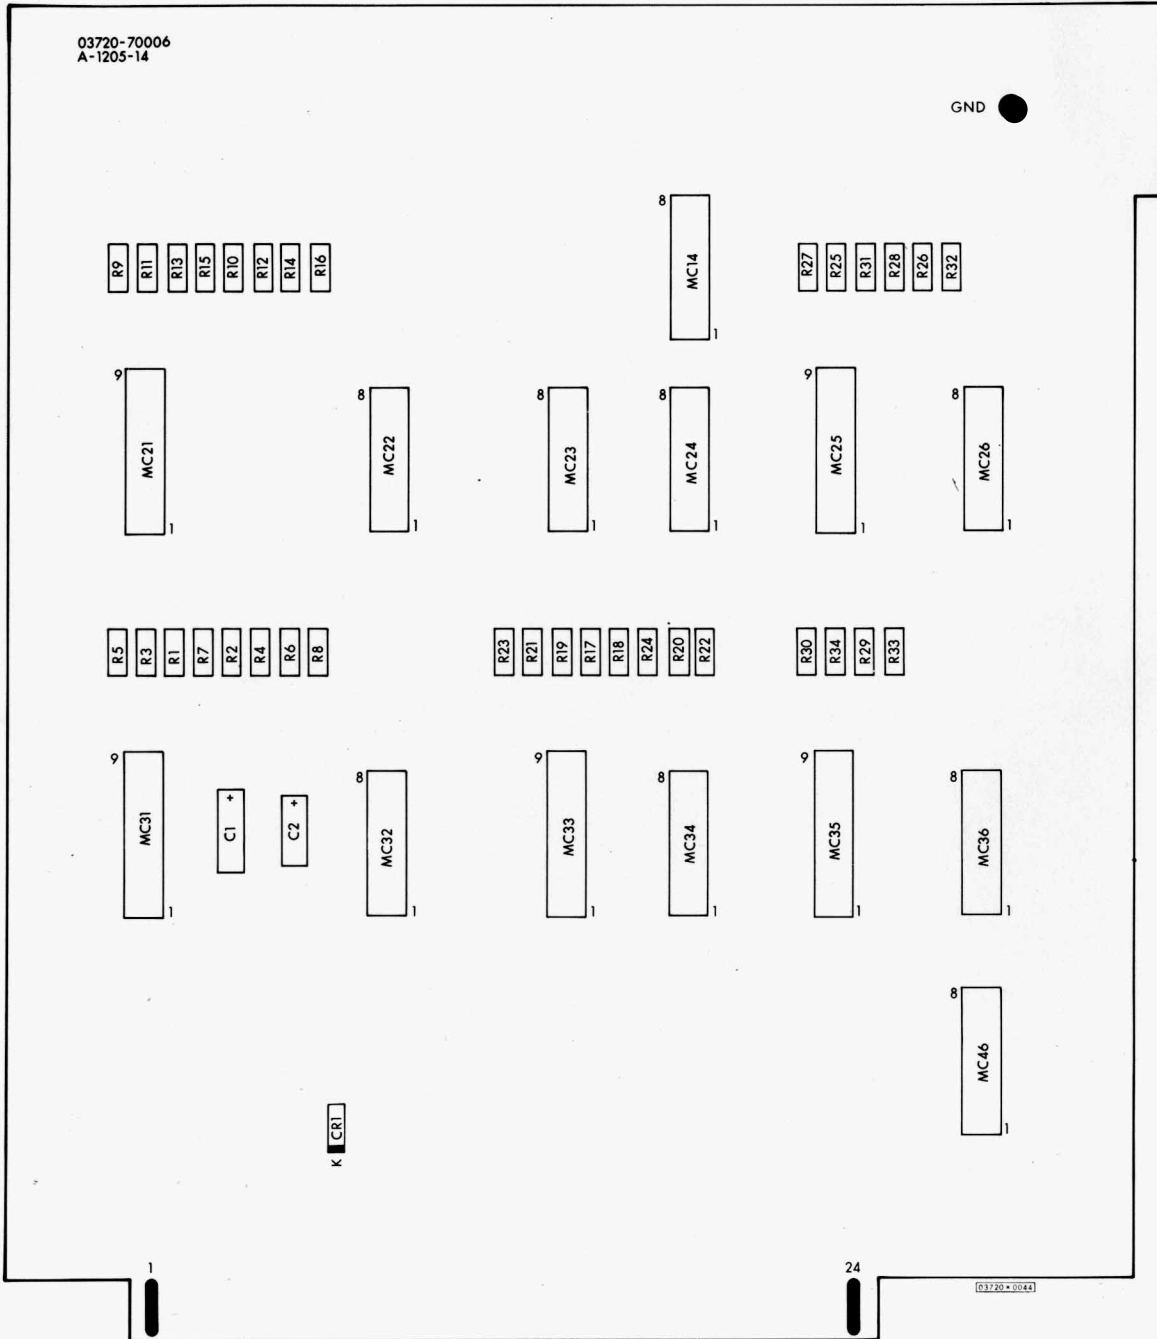 03720-70006
A-1205-14
GND
8
MC14
1
R9 R11 R13 R15 R10 R12 R14 R16
R27 R25 R31 R28 R26 R32
9 MC21 1
8 MC22 1
8 MC23 1
8 MC24 1
9 MC25 1
8 MC26 1
R5 R3 R1 R7 R2 R4 R6 R8
R23 R21 R19 R17 R18 R24 R20 R22
R30 R34 R29 R33
9 MC31 1
C1 +
C2 +
8 MC32 1
9 MC33 1
8 MC34 1
9 MC35 1
8 MC36 1
8 MC46 1
K CR1
1
24
03720*0044